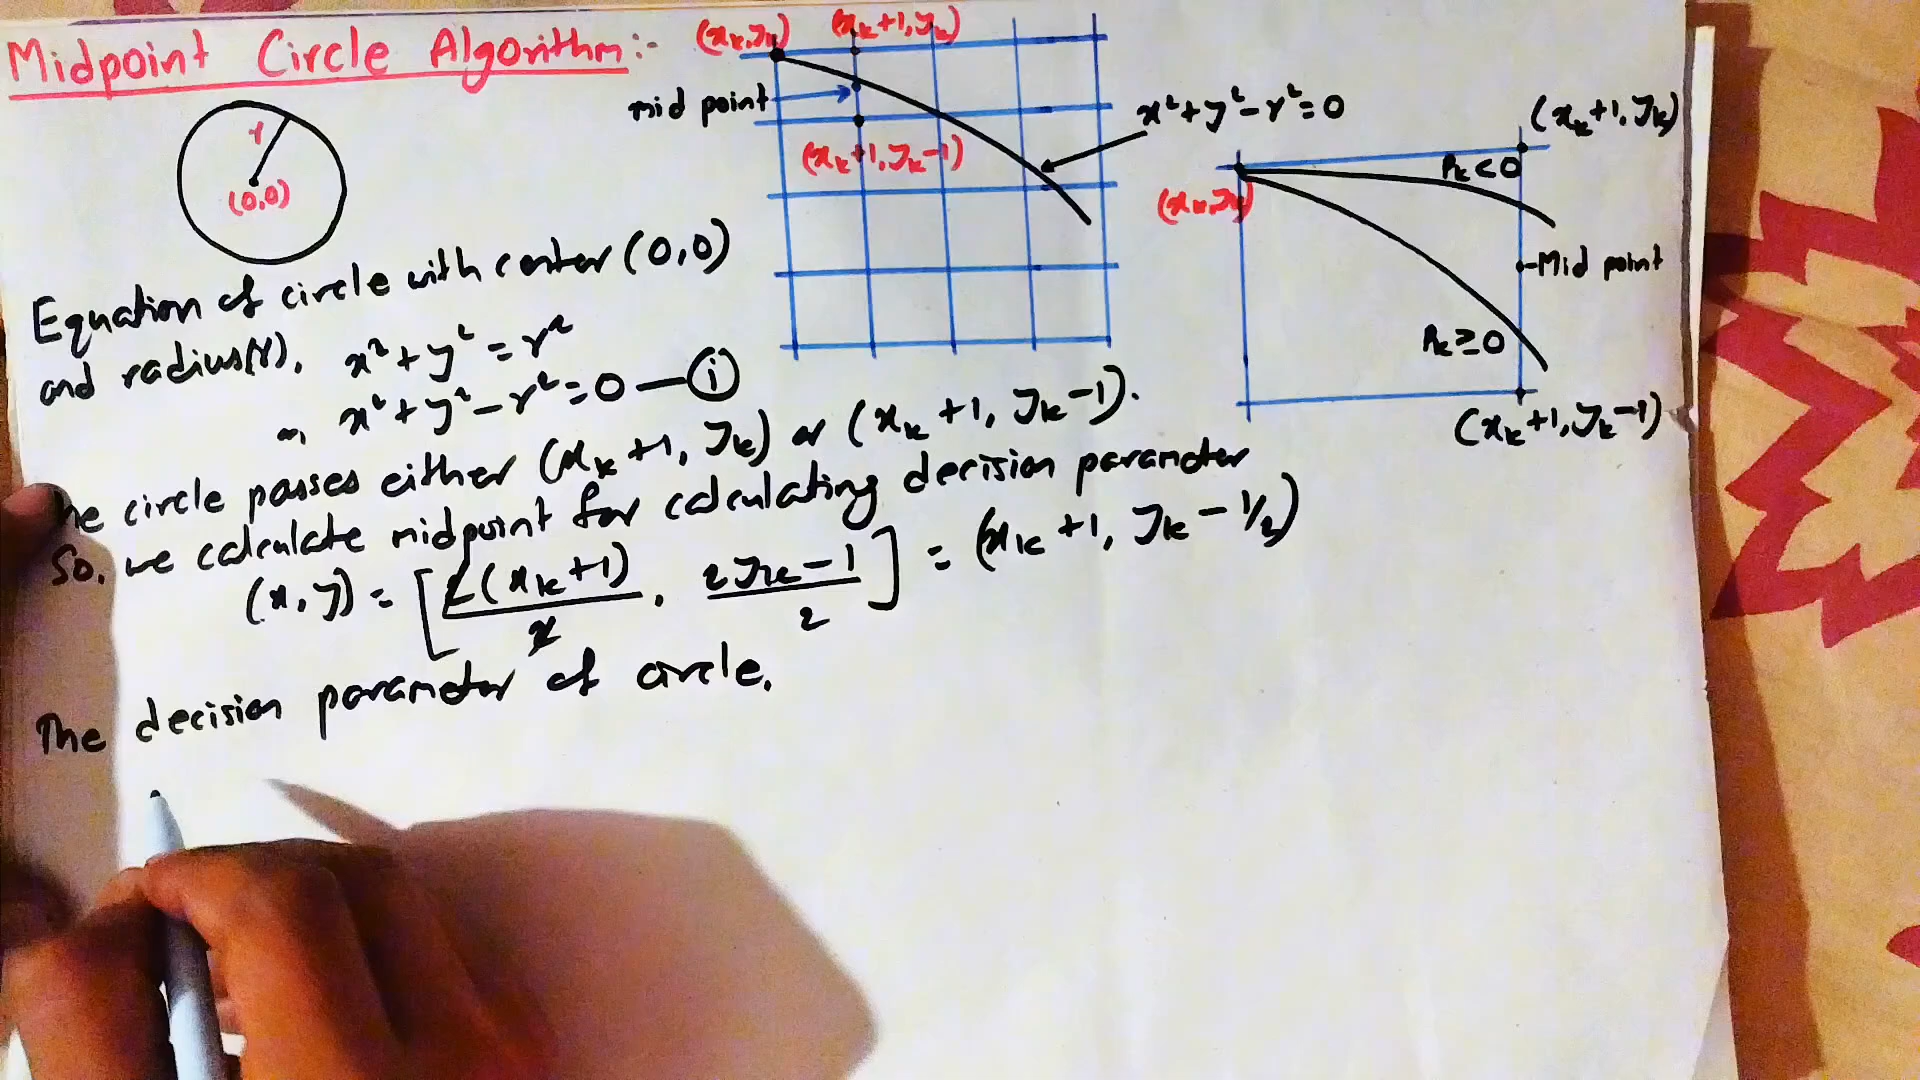 Midpoint Circle Algorithm:-
r
(0,0)
(xₖ,yₖ) (xₖ+1,yₖ)
mid point
(xₖ+1,yₖ-1)
x²+y²-r²=0
(xₖ+1,yₖ)
Pₖ<0
(xₖ,yₖ)
Mid point
Pₖ≥0
(xₖ+1,yₖ-1)
Equation of circle with center (0,0)
and radius(r), x²+y²=r²
or, x²+y²-r²=0 — (i)
he circle passes either (xₖ+1, yₖ) or (xₖ+1, yₖ-1).
So, we calculate midpoint for calculating decision parameter
(x,y) = [2(xₖ+1)/2, 2yₖ-1/2] = (xₖ+1, yₖ-1/2)
The decision parameter of circle,